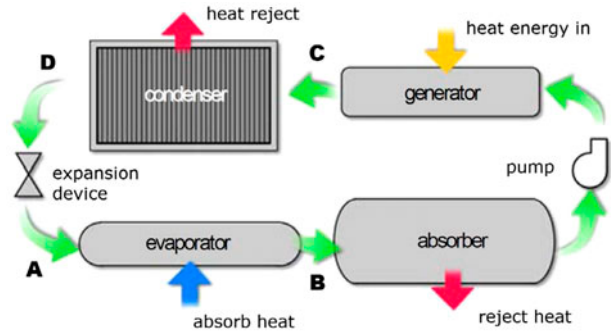 heat reject
heat energy in
D
C
condenser
generator
expansion
device
pump
evaporator
absorber
A
B
absorb heat
reject heat